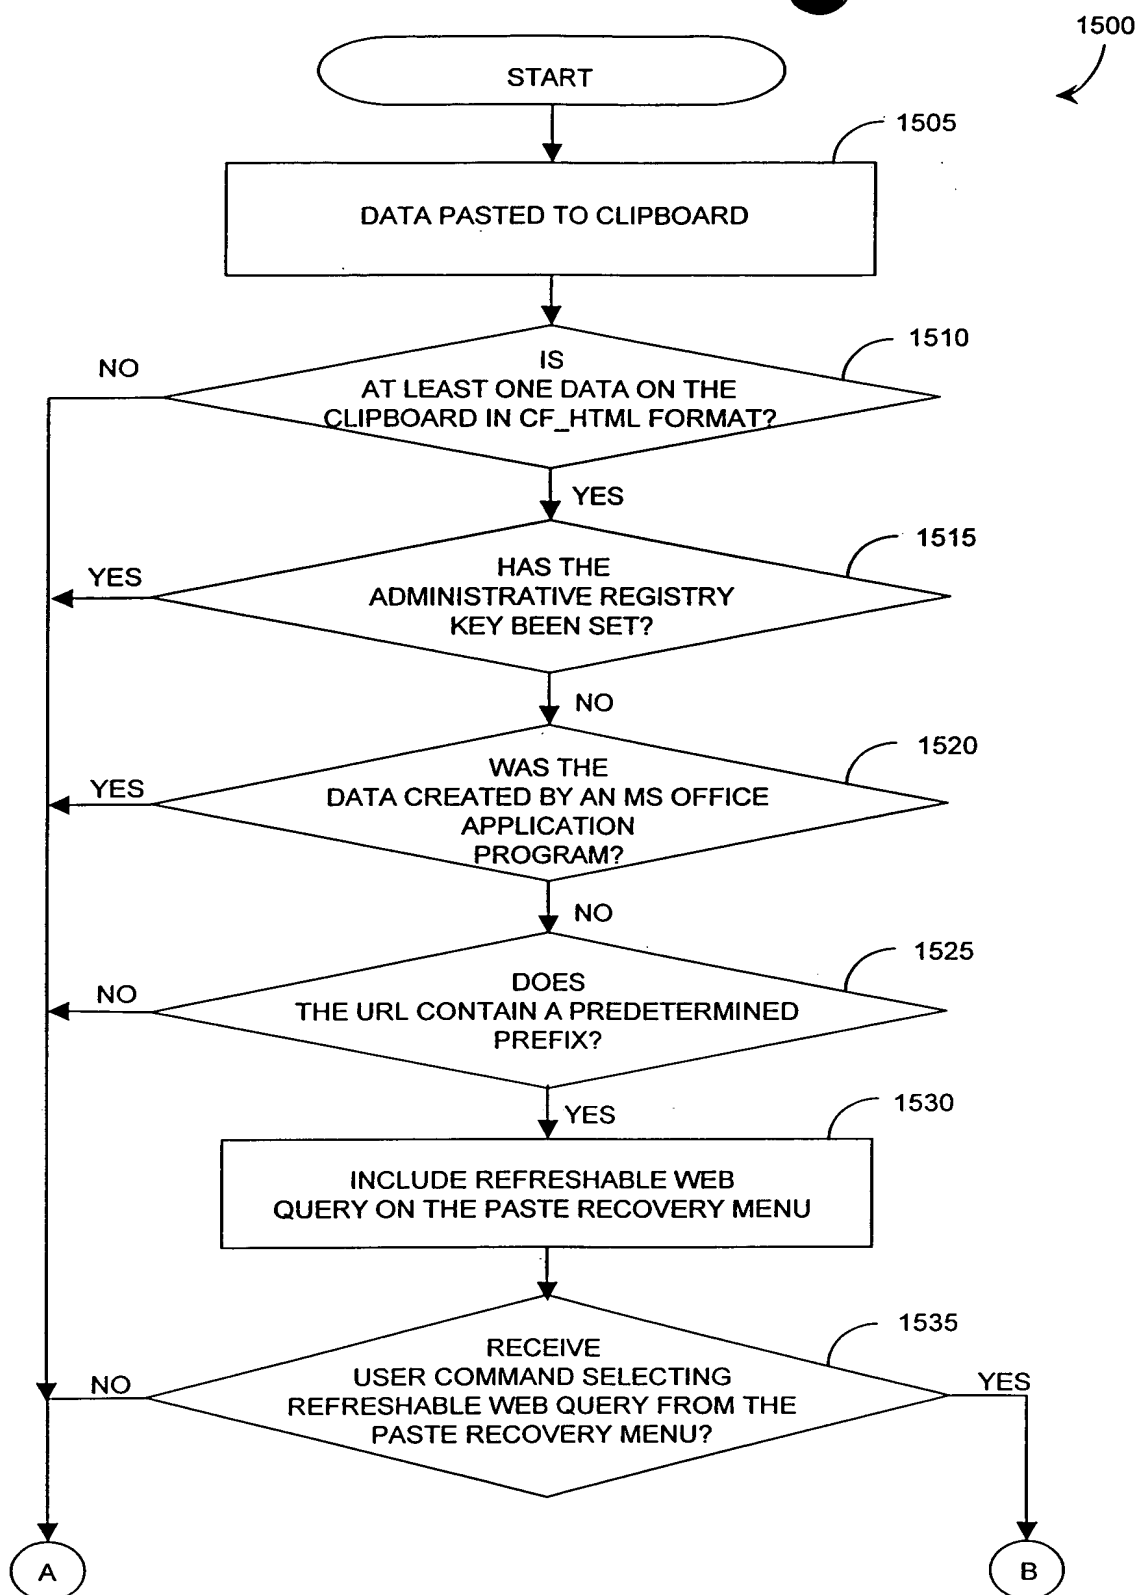 1500
START
1505
DATA PASTED TO CLIPBOARD
1510
NO
IS
AT LEAST ONE DATA ON THE
CLIPBOARD IN CF_HTML FORMAT?
YES
1515
YES
HAS THE
ADMINISTRATIVE REGISTRY
KEY BEEN SET?
NO
1520
YES
WAS THE
DATA CREATED BY AN MS OFFICE
APPLICATION
PROGRAM?
NO
1525
NO
DOES
THE URL CONTAIN A PREDETERMINED
PREFIX?
YES
1530
INCLUDE REFRESHABLE WEB
QUERY ON THE PASTE RECOVERY MENU
1535
NO
RECEIVE
USER COMMAND SELECTING
REFRESHABLE WEB QUERY FROM THE
PASTE RECOVERY MENU?
YES
A
B